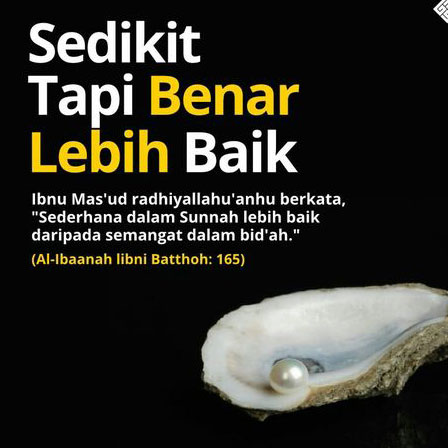 Sedikit
Tapi Benar
Lebih Baik
Ibnu Mas'ud radhiyallahu'anhu berkata,
"Sederhana dalam Sunnah lebih baik
daripada semangat dalam bid'ah."
(Al-Ibaanah libni Batthoh: 165)